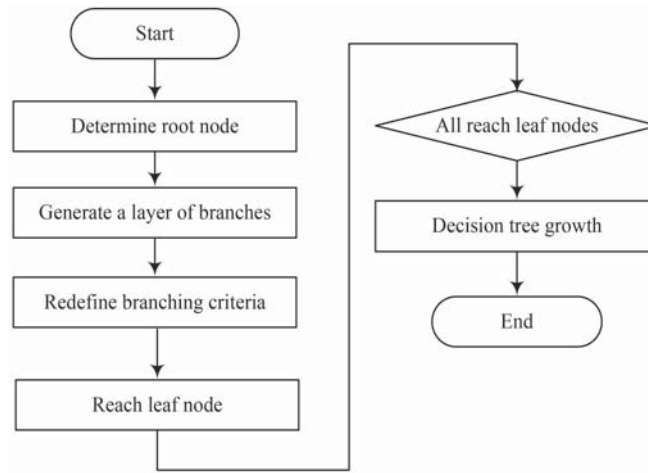 Start
Determine root node
Generate a layer of branches
Redefine branching criteria
Reach leaf node
All reach leaf nodes
Decision tree growth
End